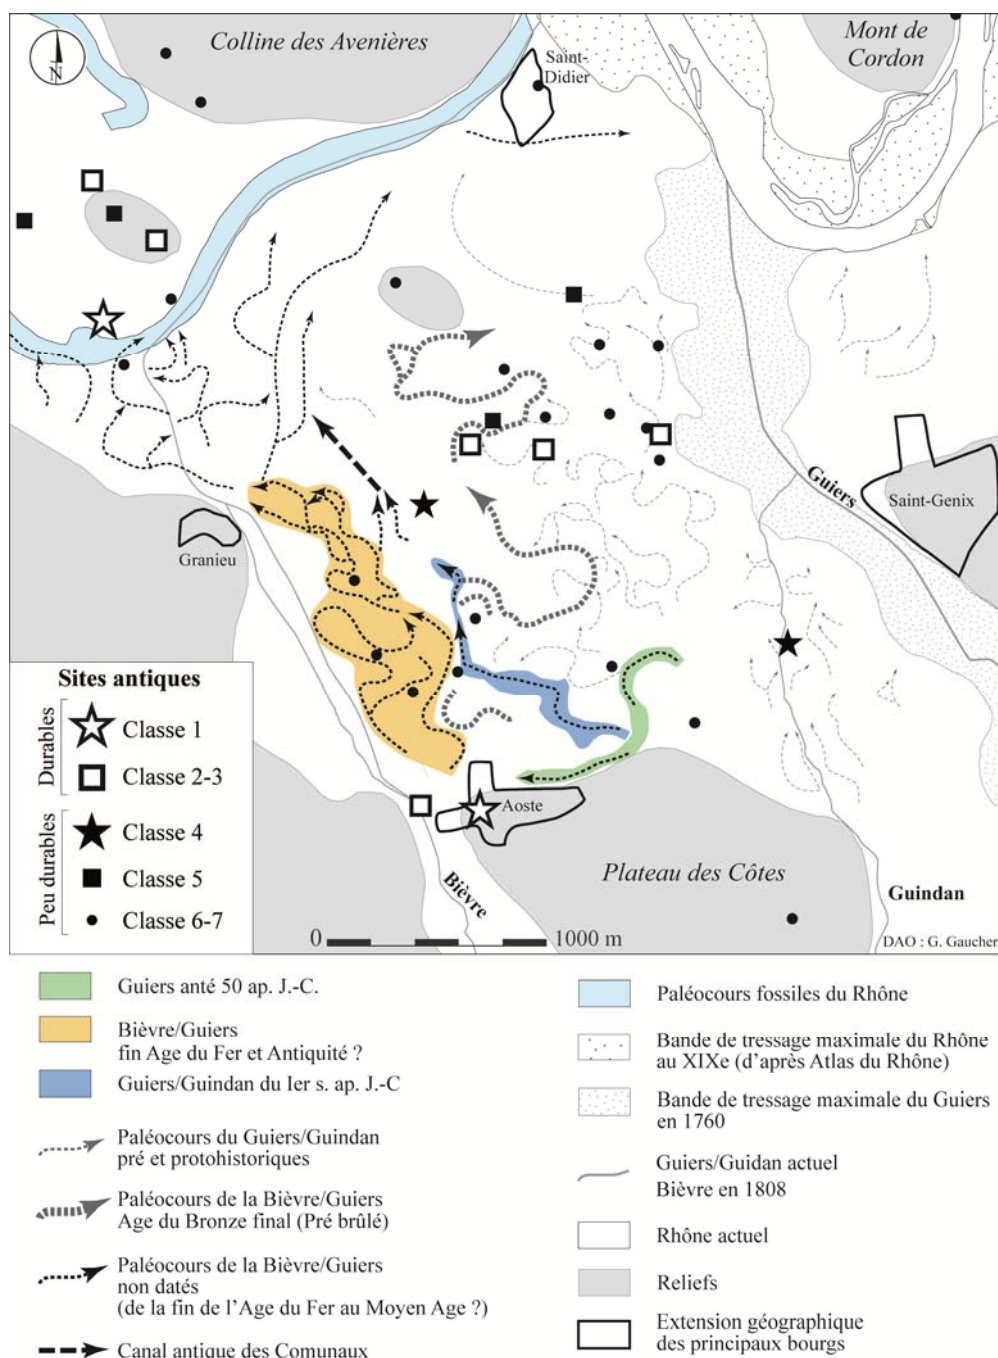 Colline des Avenières
Mont de
Cordon
Saint-
Didier
N
Guiers
Saint-Genix
Granieu
Sites antiques
Durables
Classe 1
Classe 2-3
Peu durables
Classe 4
Classe 5
Classe 6-7
Aoste
Bièvre
Plateau des Côtes
Guindan
0 1000 m
DAO : G. Gaucher
Guiers anté 50 ap. J.-C.
Bièvre/Guiers
fin Age du Fer et Antiquité ?
Guiers/Guindan du Ier s. ap. J.-C
Paléocours du Guiers/Guindan
pré et protohistoriques
Paléocours de la Bièvre/Guiers
Age du Bronze final (Pré brûlé)
Paléocours de la Bièvre/Guiers
non datés
(de la fin de l'Age du Fer au Moyen Age ?)
Canal antique des Comunaux
Paléocours fossiles du Rhône
Bande de tressage maximale du Rhône
au XIXe (d'après Atlas du Rhône)
Bande de tressage maximale du Guiers
en 1760
Guiers/Guidan actuel
Bièvre en 1808
Rhône actuel
Reliefs
Extension géographique
des principaux bourgs